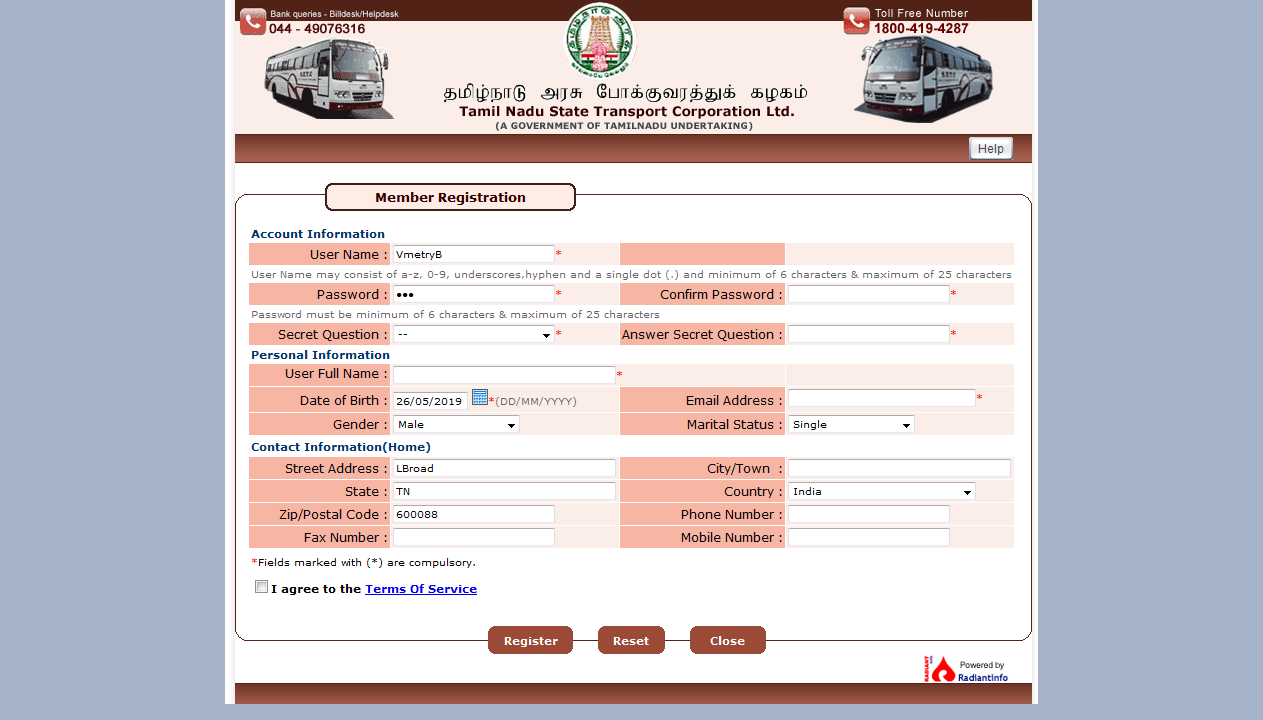 Bank queries - Billdesk/Helpdesk
044 - 49076316
Toll Free Number
1800-419-4287
தமிழ்நாடு அரசு போக்குவரத்துக் கழகம்
Tamil Nadu State Transport Corporation Ltd.
(A GOVERNMENT OF TAMILNADU UNDERTAKING)
Help
Member Registration
Account Information
User Name : VmetryB *
User Name may consist of a-z, 0-9, underscores,hyphen and a single dot (.) and minimum of 6 characters & maximum of 25 characters
Password : ••• * Confirm Password : *
Password must be minimum of 6 characters & maximum of 25 characters
Secret Question : -- * Answer Secret Question : *
Personal Information
User Full Name : *
Date of Birth : 26/05/2019 *(DD/MM/YYYY) Email Address : *
Gender : Male Marital Status : Single
Contact Information(Home)
Street Address : LBroad City/Town :
State : TN Country : India
Zip/Postal Code : 600088 Phone Number :
Fax Number : Mobile Number :
*Fields marked with (*) are compulsory.
I agree to the Terms Of Service
Register Reset Close
Powered by
RadiantInfo